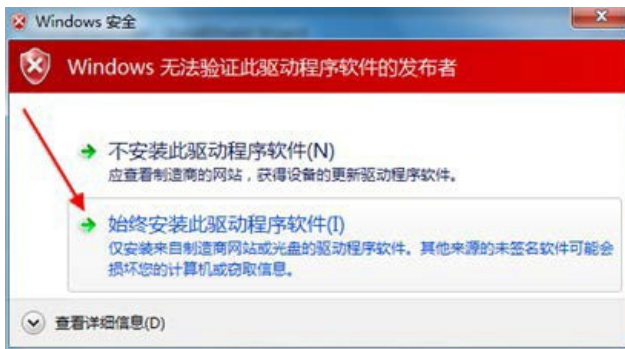 Windows 安全
Windows 无法验证此驱动程序软件的发布者
不安装此驱动程序软件(N)
应查看制造商的网站，获得设备的更新驱动程序软件。
始终安装此驱动程序软件(I)
仅安装来自制造商网站或光盘的驱动程序软件。其他来源的未签名软件可能会
损坏您的计算机或窃取信息。
查看详细信息(D)